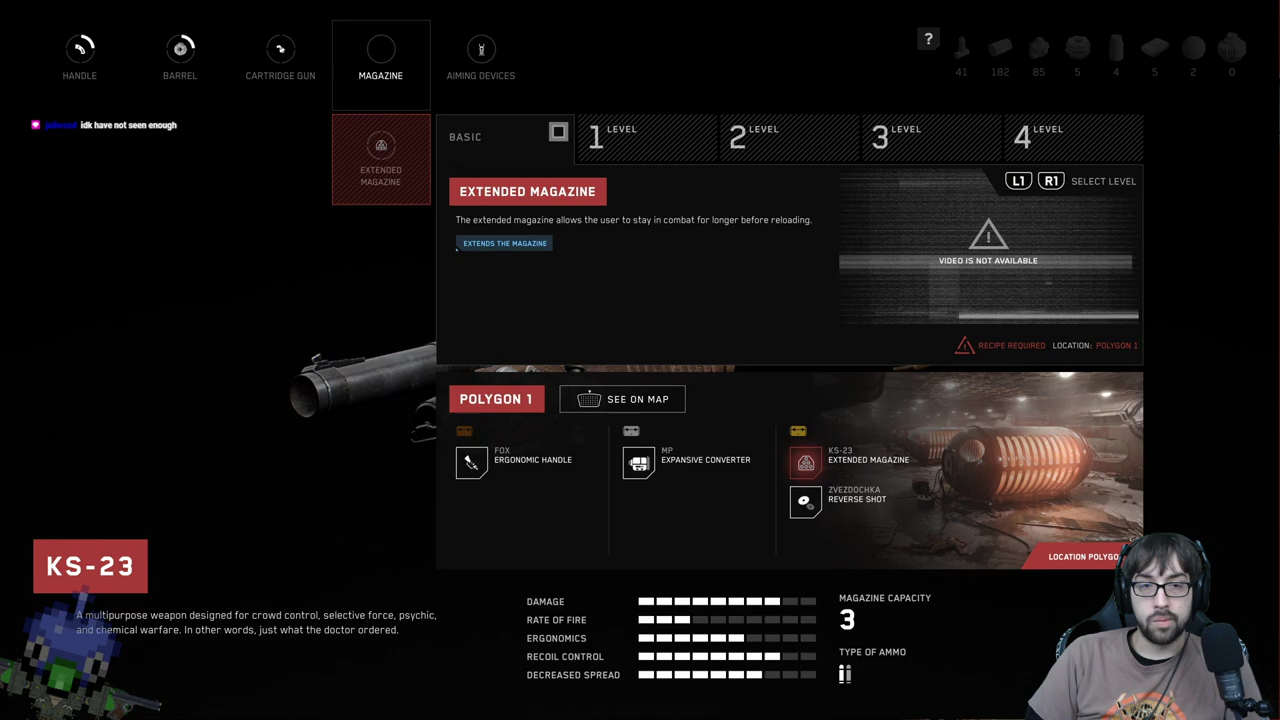 HANDLE
BARREL
CARTRIDGE GUN
MAGAZINE
AIMING DEVICES
?
41 182 85 5 4 5 2 0
idk have not seen enough
EXTENDED
MAGAZINE
BASIC
1 LEVEL
2 LEVEL
3 LEVEL
4 LEVEL
EXTENDED MAGAZINE
L1 R1 SELECT LEVEL
The extended magazine allows the user to stay in combat for longer before reloading.
EXTENDS THE MAGAZINE
VIDEO IS NOT AVAILABLE
RECIPE REQUIRED LOCATION: POLYGON 1
POLYGON 1
SEE ON MAP
FOX
ERGONOMIC HANDLE
MP
EXPANSIVE CONVERTER
KS-23
EXTENDED MAGAZINE
ZVEZDOCHKA
REVERSE SHOT
LOCATION POLYGO
KS-23
A multipurpose weapon designed for crowd control, selective force, psychic,
and chemical warfare. In other words, just what the doctor ordered.
DAMAGE
RATE OF FIRE
ERGONOMICS
RECOIL CONTROL
DECREASED SPREAD
MAGAZINE CAPACITY
3
TYPE OF AMMO